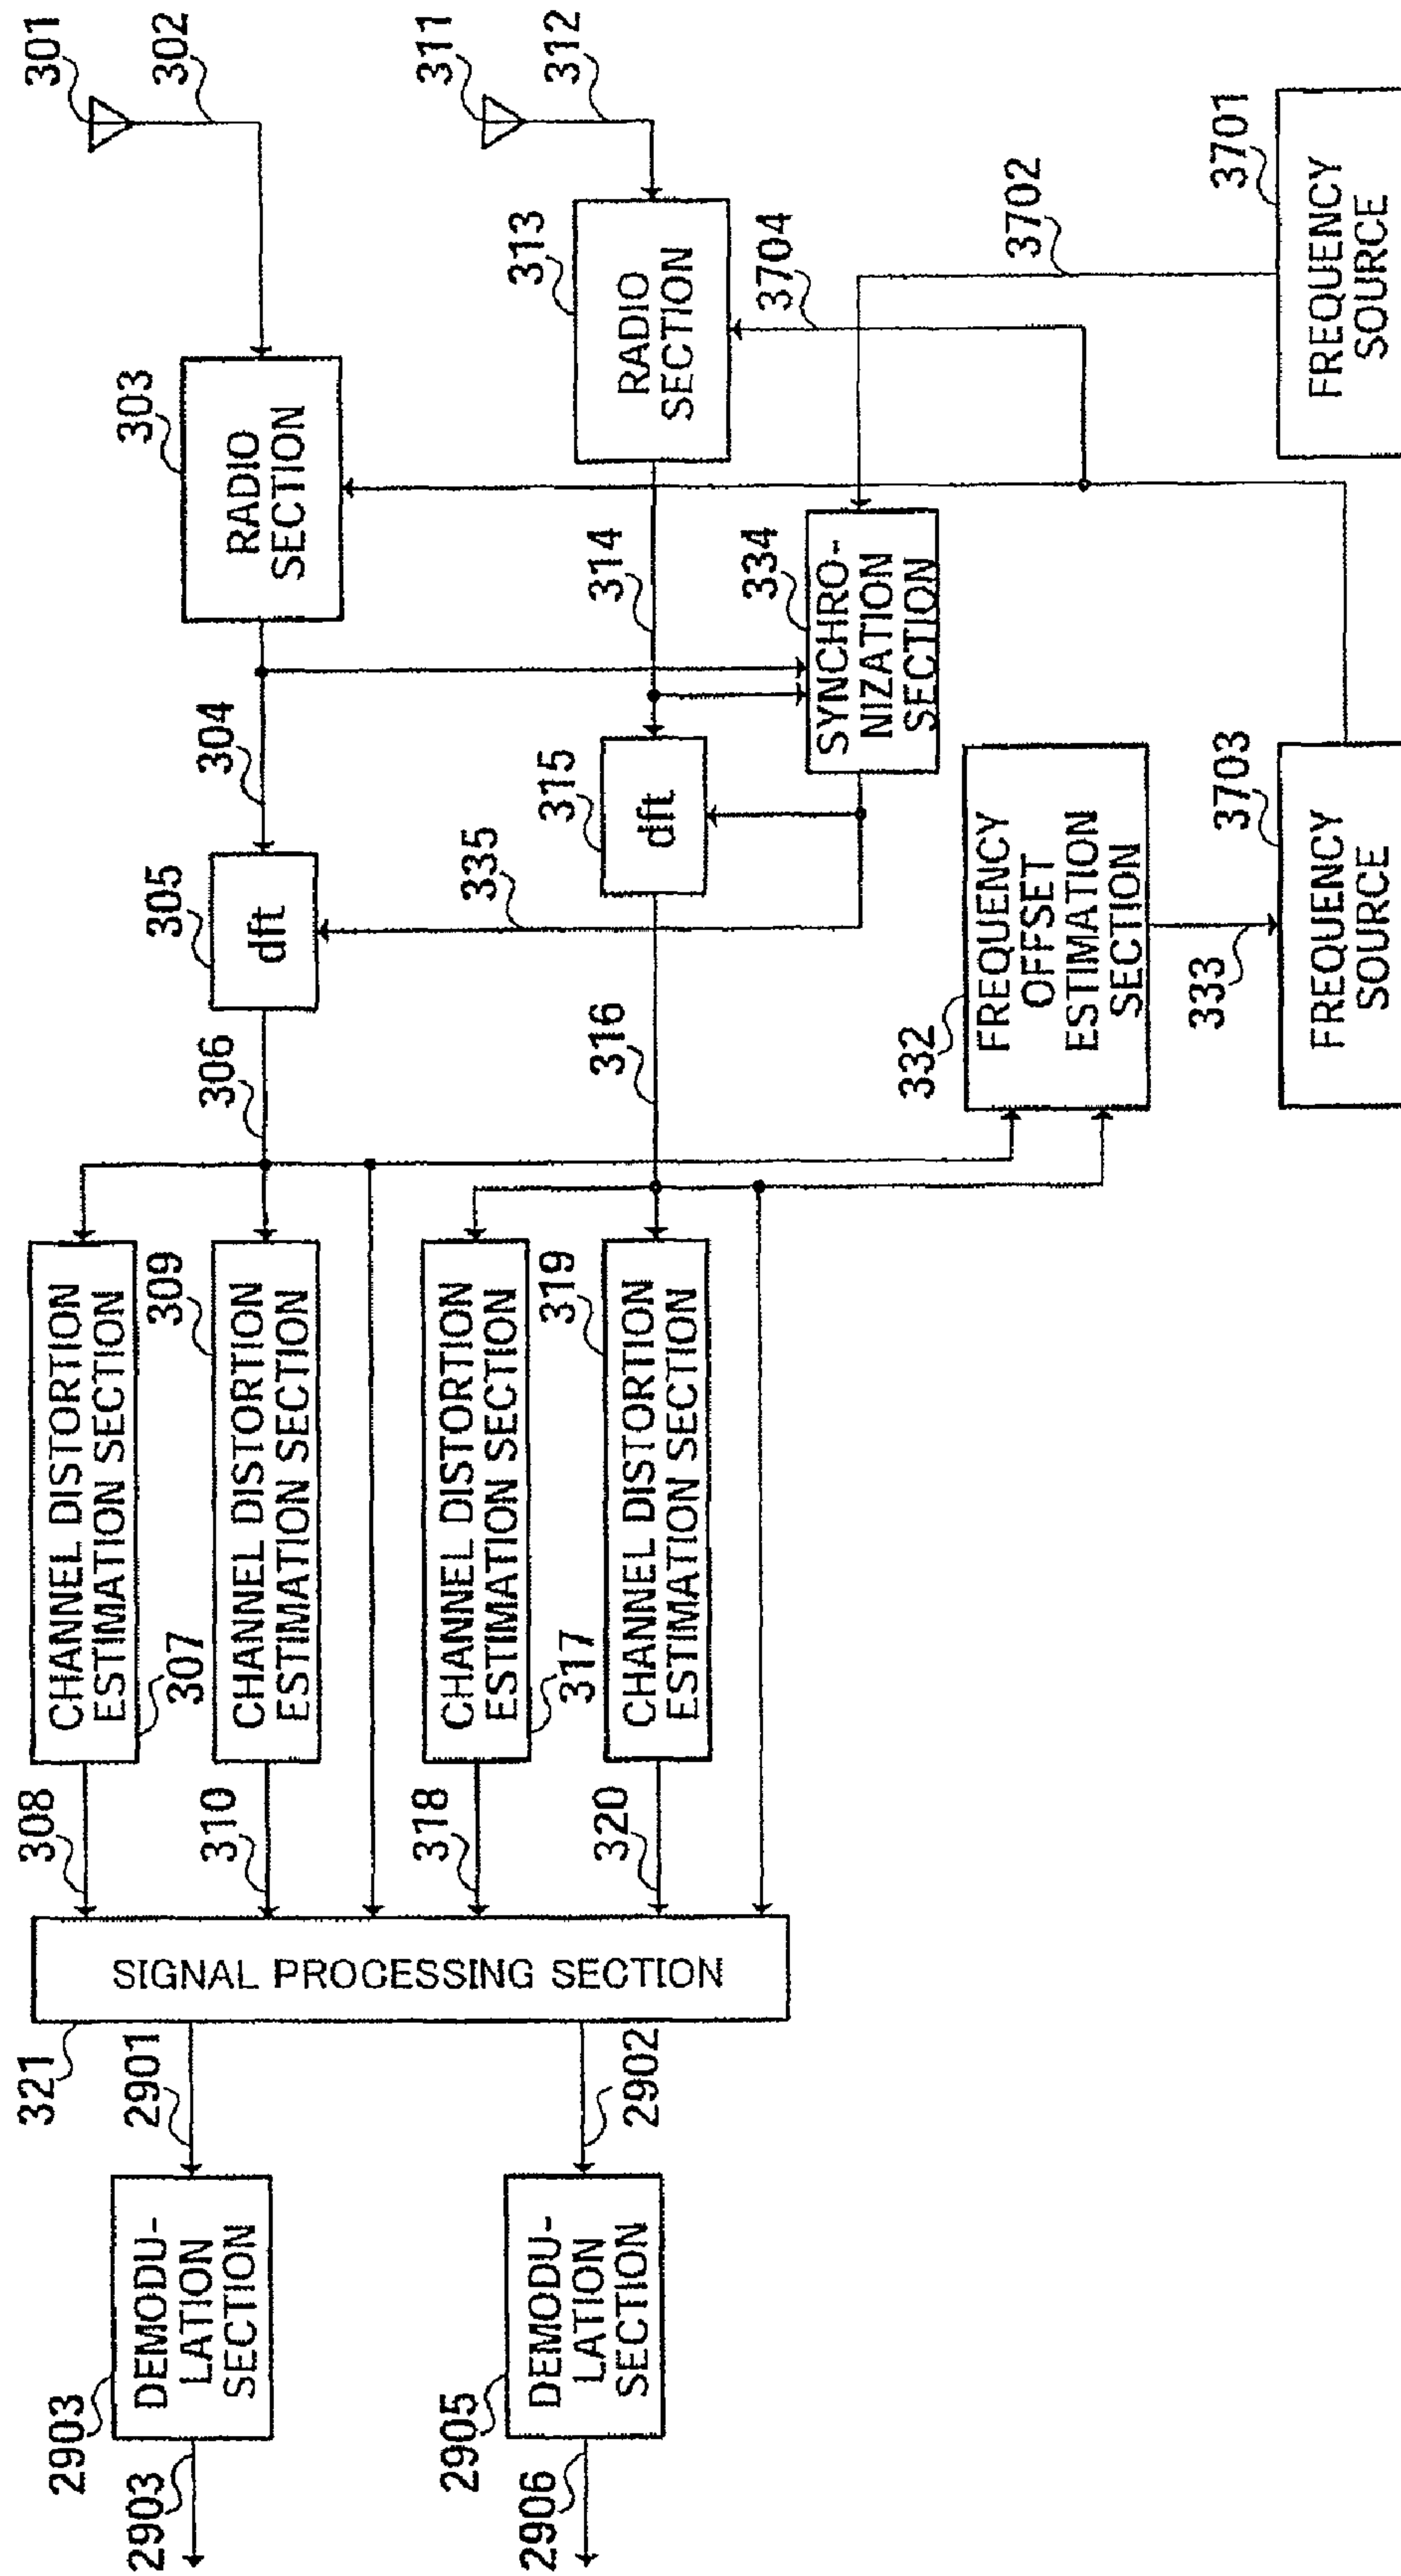 301
302
RADIO
SECTION
303
304
dft
305
306
CHANNEL DISTORTION
ESTIMATION SECTION
307
308
CHANNEL DISTORTION
ESTIMATION SECTION
309
310
311
312
RADIO
SECTION
313
314
dft
315
316
CHANNEL DISTORTION
ESTIMATION SECTION
317
318
CHANNEL DISTORTION
ESTIMATION SECTION
319
320
SYNCHRO-
NIZATION
SECTION
334
335
FREQUENCY
OFFSET
ESTIMATION
SECTION
332
333
FREQUENCY
SOURCE
3701
3702
FREQUENCY
SOURCE
3703
3704
SIGNAL PROCESSING SECTION
321
2901
2902
DEMODU-
LATION
SECTION
2903
2903
DEMODU-
LATION
SECTION
2905
2906